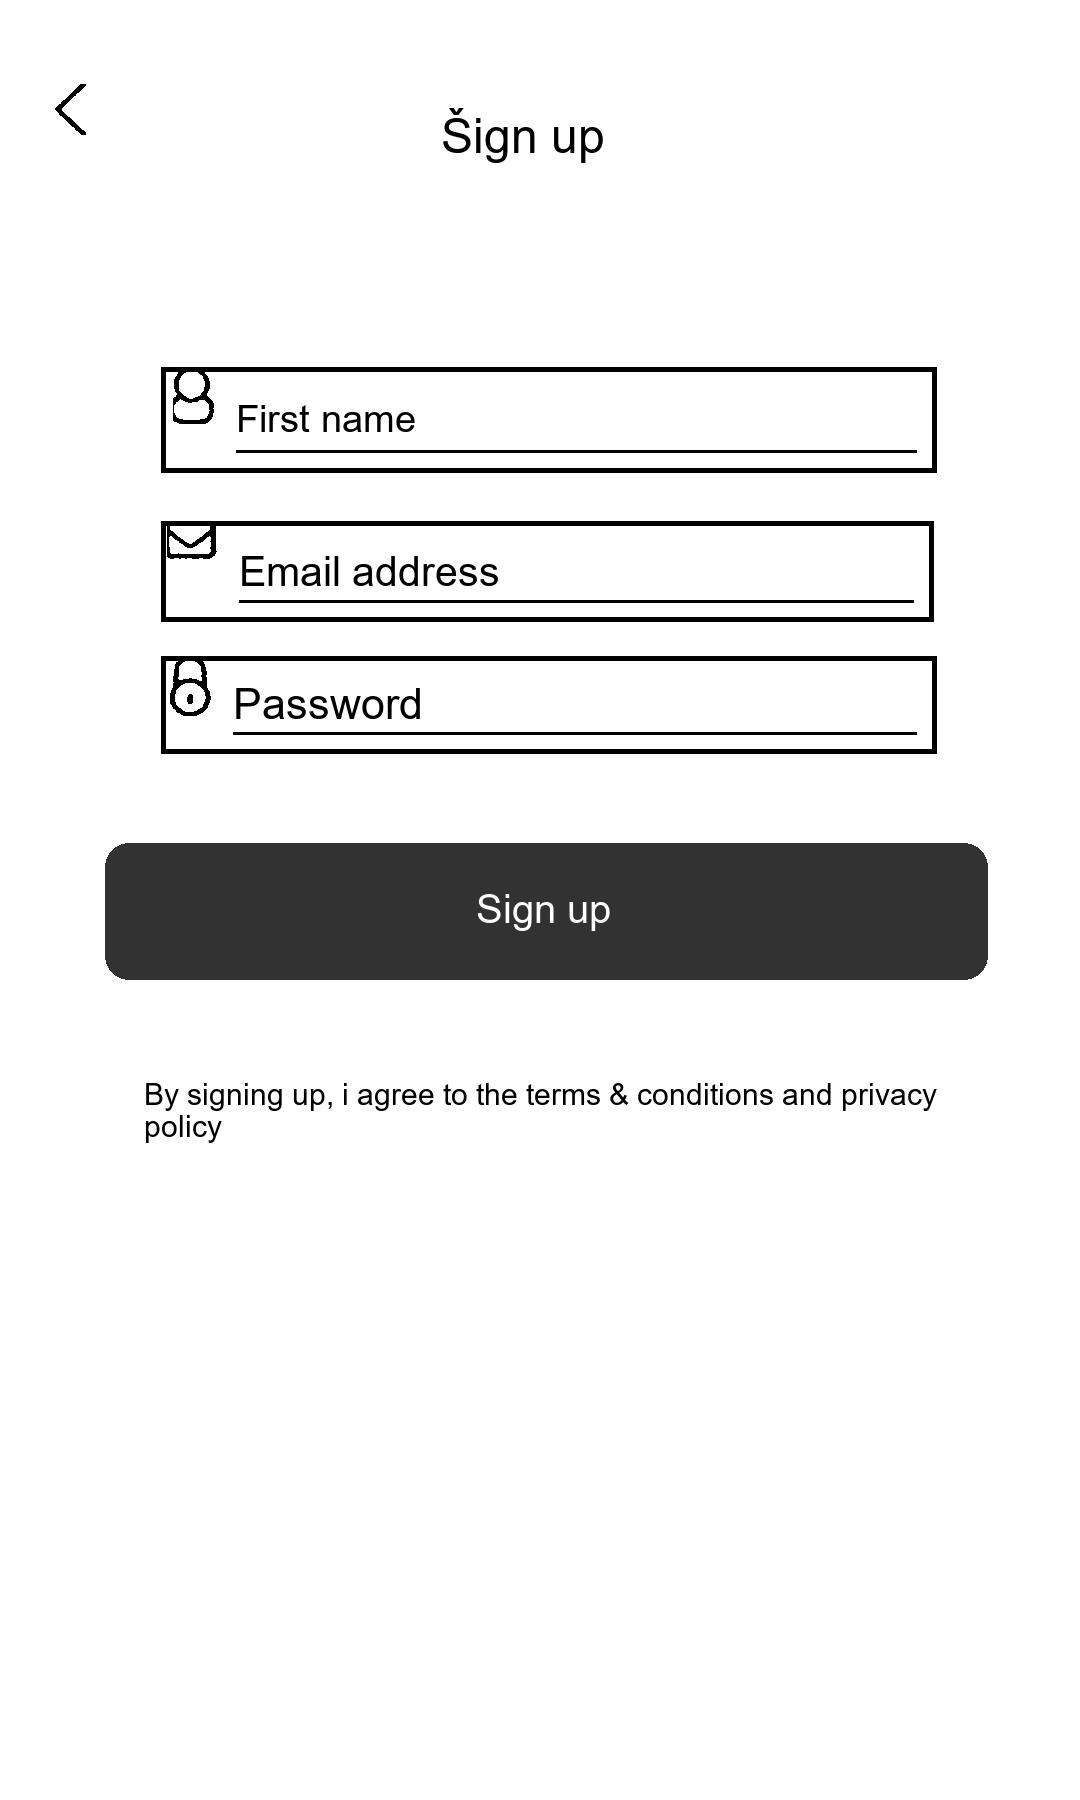 Šign up
First name
Email address
Password
Sign up
By signing up, i agree to the terms & conditions and privacy
policy